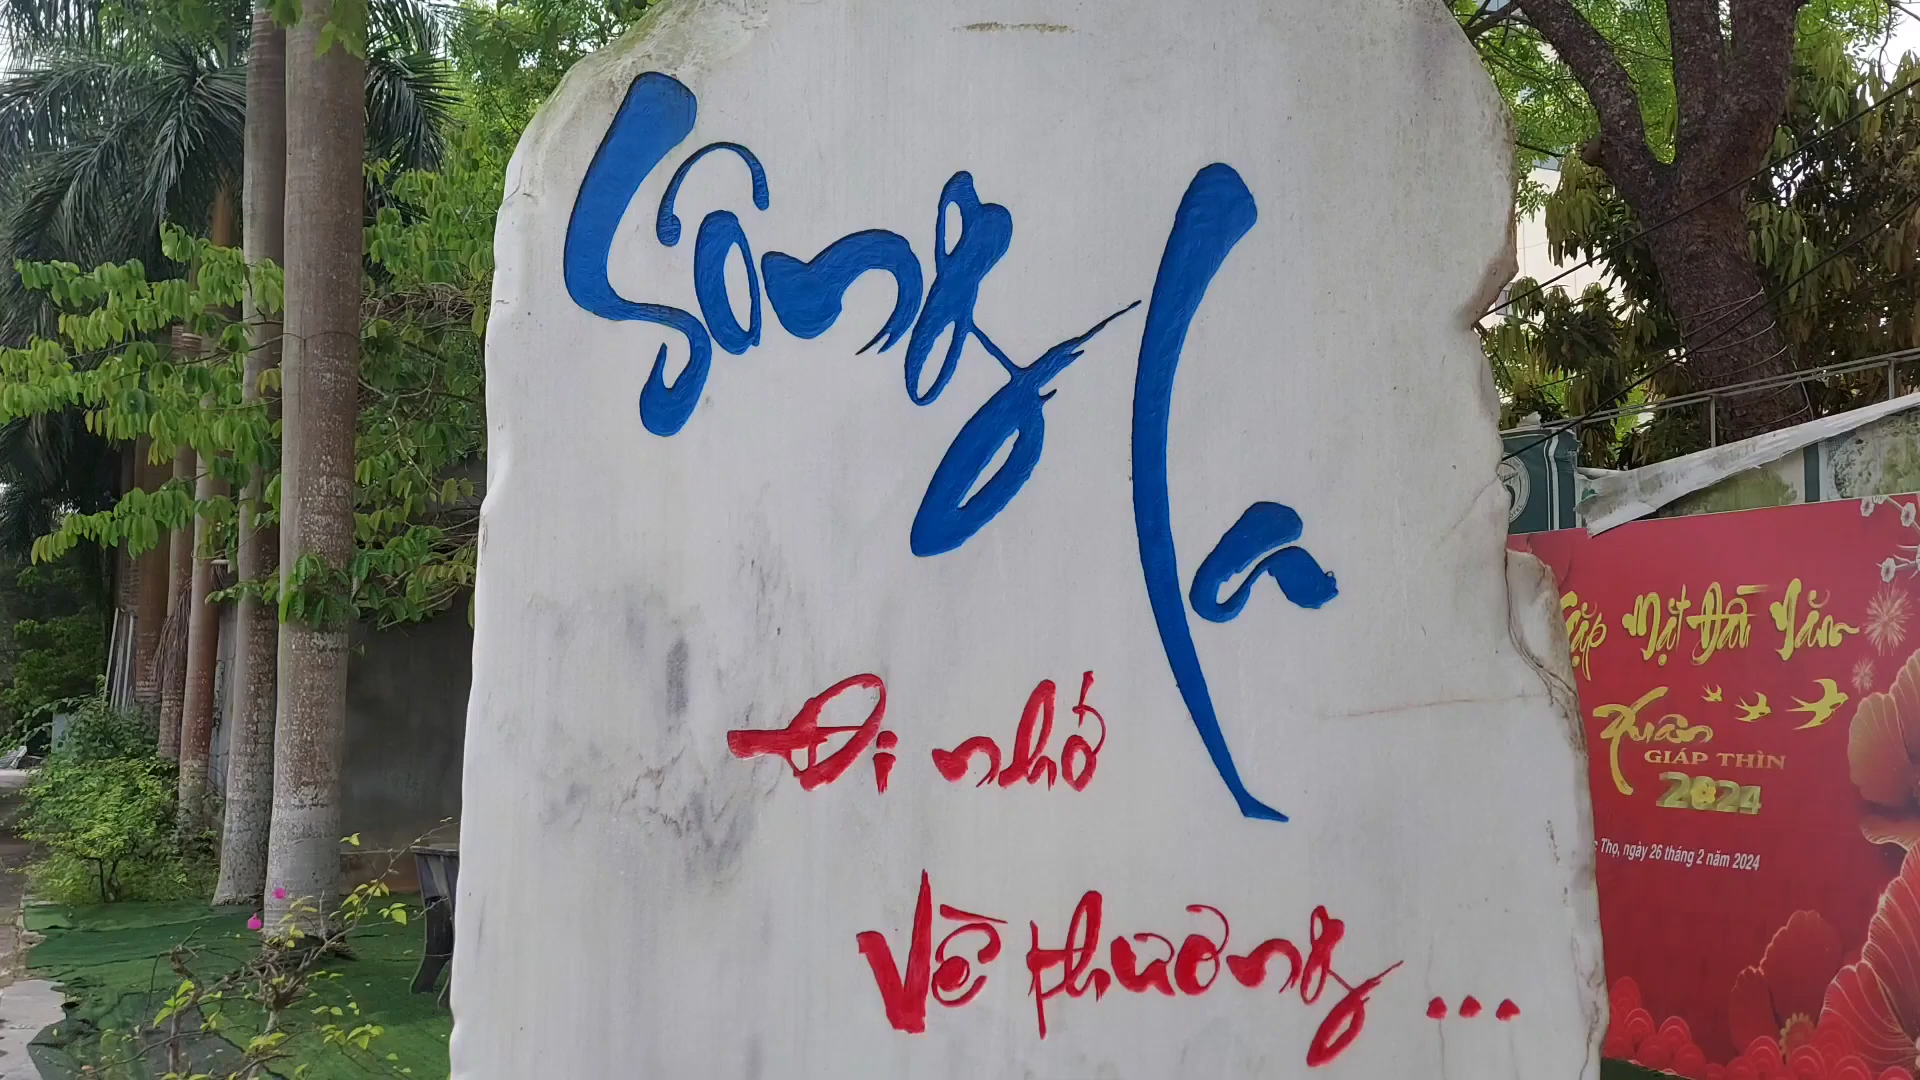 Sông La
Đi nhớ
Về thương...
Gặp Mặt Đầu Năm
Xuân
GIÁP THÌN
2024
Thọ, ngày 26 tháng 2 năm 2024